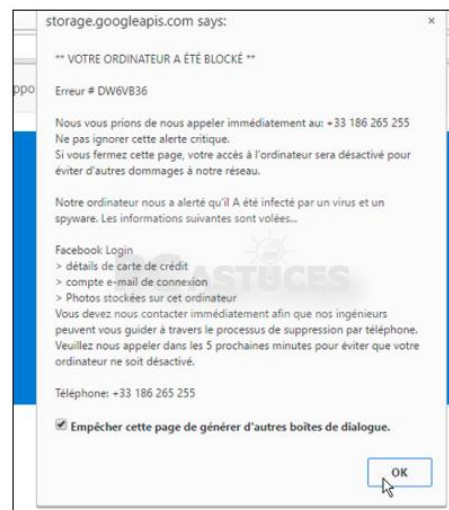 storage.googleapis.com says:
×
** VOTRE ORDINATEUR A ÉTÉ BLOCKÉ **
ppo
Erreur # DW6VB36
Nous vous prions de nous appeler immédiatement au: +33 186 265 255
Ne pas ignorer cette alerte critique.
Si vous fermez cette page, votre accès à l'ordinateur sera désactivé pour
éviter d'autres dommages à notre réseau.
Notre ordinateur nous a alerté qu'il A été infecté par un virus et un
spyware. Les informations suivantes sont volées...
Facebook Login
> détails de carte de crédit
> compte e-mail de connexion
> Photos stockées sur cet ordinateur
PC ASTUCES
Vous devez nous contacter immédiatement afin que nos ingénieurs
peuvent vous guider à travers le processus de suppression par téléphone.
Veuillez nous appeler dans les 5 prochaines minutes pour éviter que votre
ordinateur ne soit désactivé.
Téléphone: +33 186 265 255
Empêcher cette page de générer d'autres boîtes de dialogue.
OK